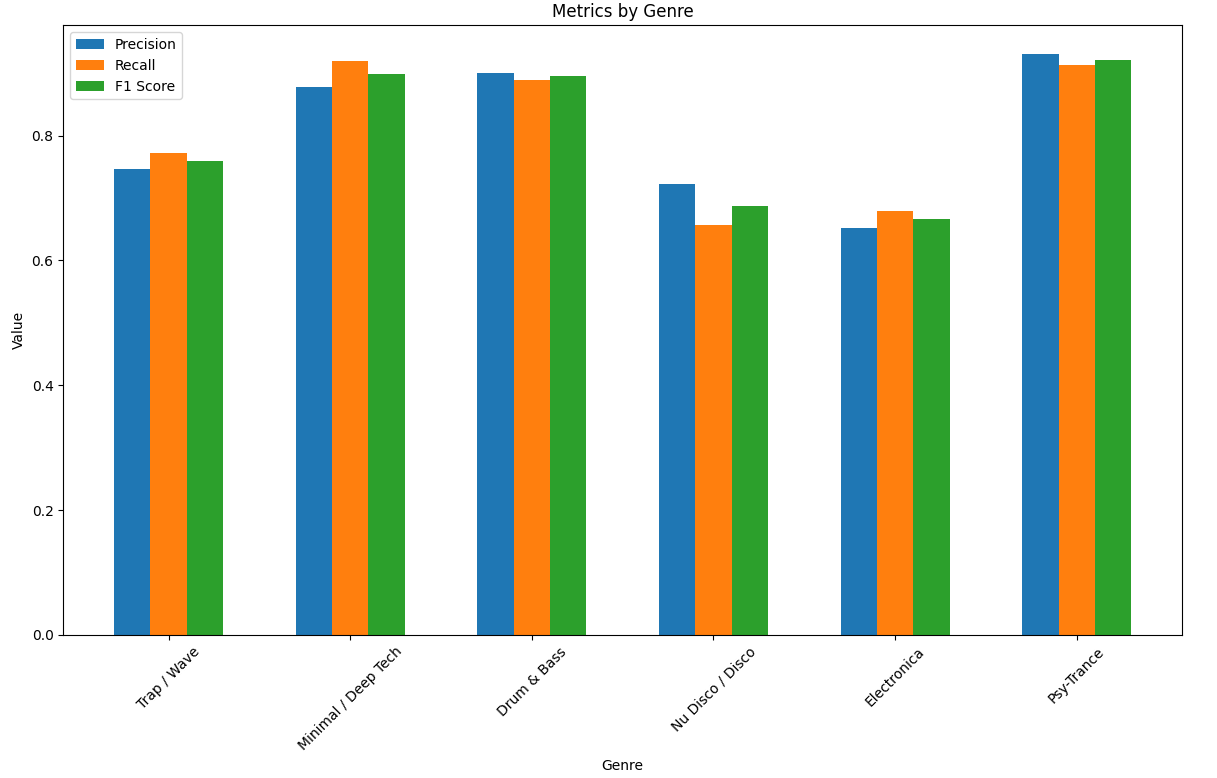 Metrics by Genre
Precision
Recall
F1 Score
Value
0.8
0.6
0.4
0.2
0.0
Trap / Wave
Minimal / Deep Tech
Drum & Bass
Nu Disco / Disco
Electronica
Psy-Trance
Genre